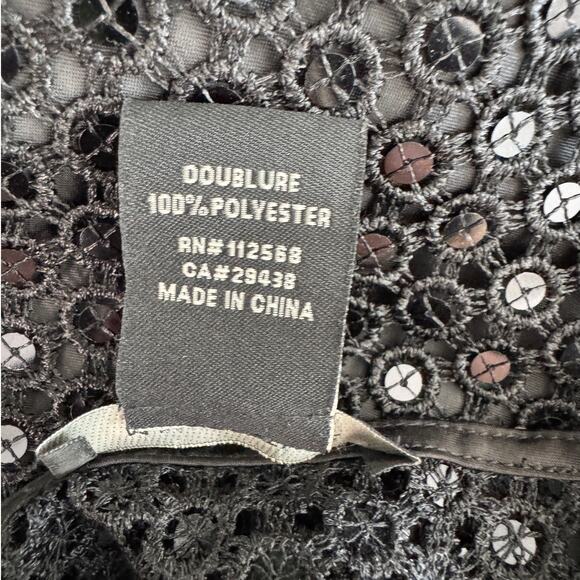 DOUBLURE
100% POLYESTER
RN# 112568
CA# 29438
MADE IN CHINA